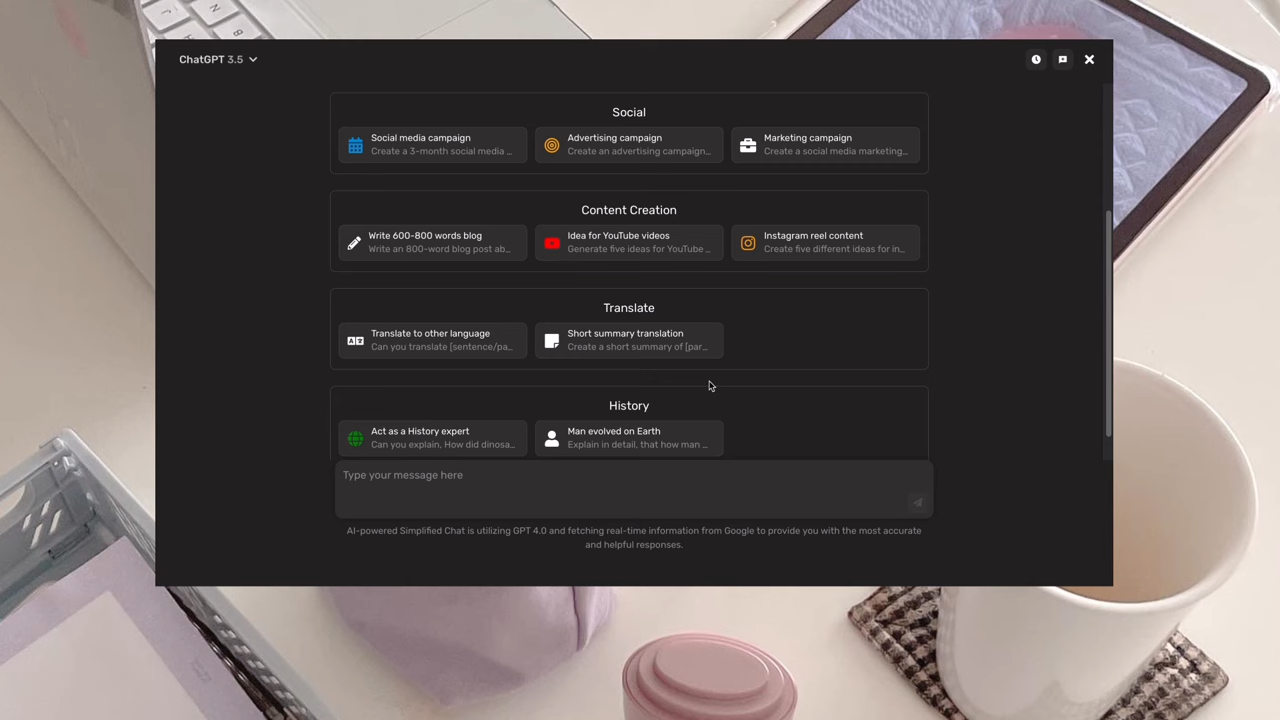 ChatGPT 3.5
Social
Social media campaign
Create a 3-month social media ...
Advertising campaign
Create an advertising campaign...
Marketing campaign
Create a social media marketing...
Content Creation
Write 600-800 words blog
Write an 800-word blog post ab...
Idea for YouTube videos
Generate five ideas for YouTube ...
Instagram reel content
Create five different ideas for in...
Translate
Translate to other language
Can you translate [sentence/pa...
Short summary translation
Create a short summary of [par...
History
Act as a History expert
Can you explain, How did dinosa...
Man evolved on Earth
Explain in detail, that how man ...
Type your message here
AI-powered Simplified Chat is utilizing GPT 4.0 and fetching real-time information from Google to provide you with the most accurate
and helpful responses.